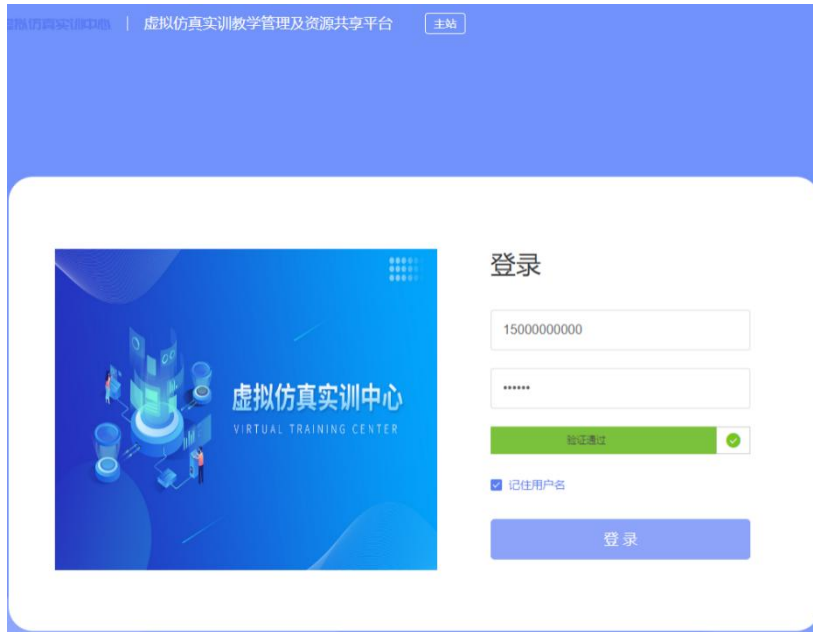 虚拟仿真实训中心 | 虚拟仿真实训教学管理及资源共享平台 主站
虚拟仿真实训中心
VIRTUAL TRAINING CENTER
登录
15000000000
••••••
验证通过
记住用户名
登 录